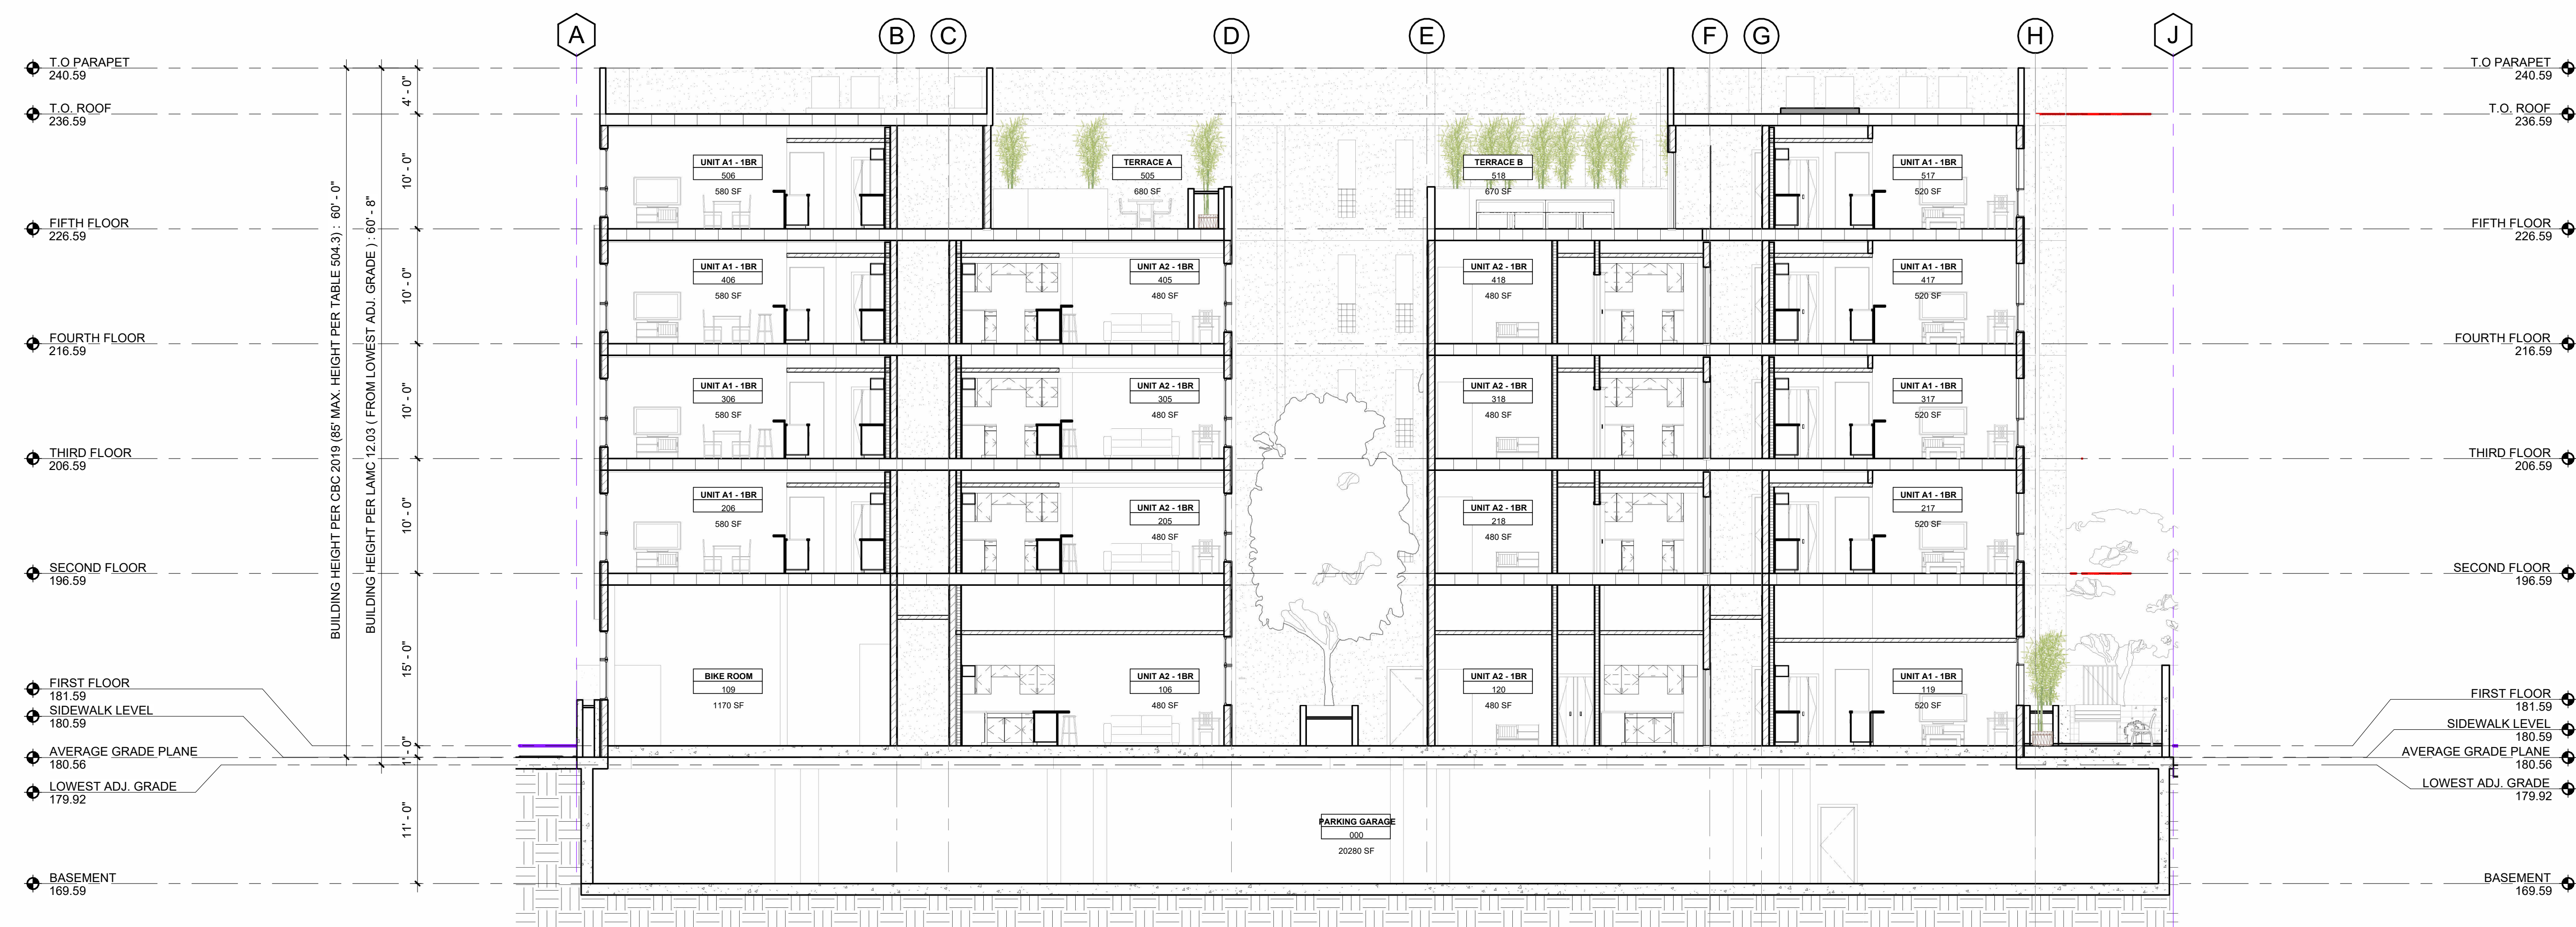 A
B
C
D
E
F
G
H
J
T.O PARAPET
240.59
T.O. ROOF
236.59
FIFTH FLOOR
226.59
FOURTH FLOOR
216.59
THIRD FLOOR
206.59
SECOND FLOOR
196.59
FIRST FLOOR
181.59
SIDEWALK LEVEL
180.59
AVERAGE GRADE PLANE
180.56
LOWEST ADJ. GRADE
179.92
BASEMENT
169.59
BUILDING HEIGHT PER CBC 2019 (85' MAX. HEIGHT PER TABLE 504.3) : 60' - 0"
BUILDING HEIGHT PER LAMC 12.03 ( FROM LOWEST ADJ. GRADE ) : 60' - 8"
4' - 0"
10' - 0"
10' - 0"
10' - 0"
10' - 0"
15' - 0"
1' - 0"
11' - 0"
UNIT A1 - 1BR
506
580 SF
TERRACE A
505
680 SF
TERRACE B
518
670 SF
UNIT A1 - 1BR
517
520 SF
UNIT A1 - 1BR
406
580 SF
UNIT A2 - 1BR
405
480 SF
UNIT A2 - 1BR
418
480 SF
UNIT A1 - 1BR
417
520 SF
UNIT A1 - 1BR
306
580 SF
UNIT A2 - 1BR
305
480 SF
UNIT A2 - 1BR
318
480 SF
UNIT A1 - 1BR
317
520 SF
UNIT A1 - 1BR
206
580 SF
UNIT A2 - 1BR
205
480 SF
UNIT A2 - 1BR
218
480 SF
UNIT A1 - 1BR
217
520 SF
BIKE ROOM
109
1170 SF
UNIT A2 - 1BR
106
480 SF
UNIT A2 - 1BR
120
480 SF
UNIT A1 - 1BR
119
520 SF
PARKING GARAGE
000
20280 SF
T.O PARAPET
240.59
T.O. ROOF
236.59
FIFTH FLOOR
226.59
FOURTH FLOOR
216.59
THIRD FLOOR
206.59
SECOND FLOOR
196.59
FIRST FLOOR
181.59
SIDEWALK LEVEL
180.59
AVERAGE GRADE PLANE
180.56
LOWEST ADJ. GRADE
179.92
BASEMENT
169.59